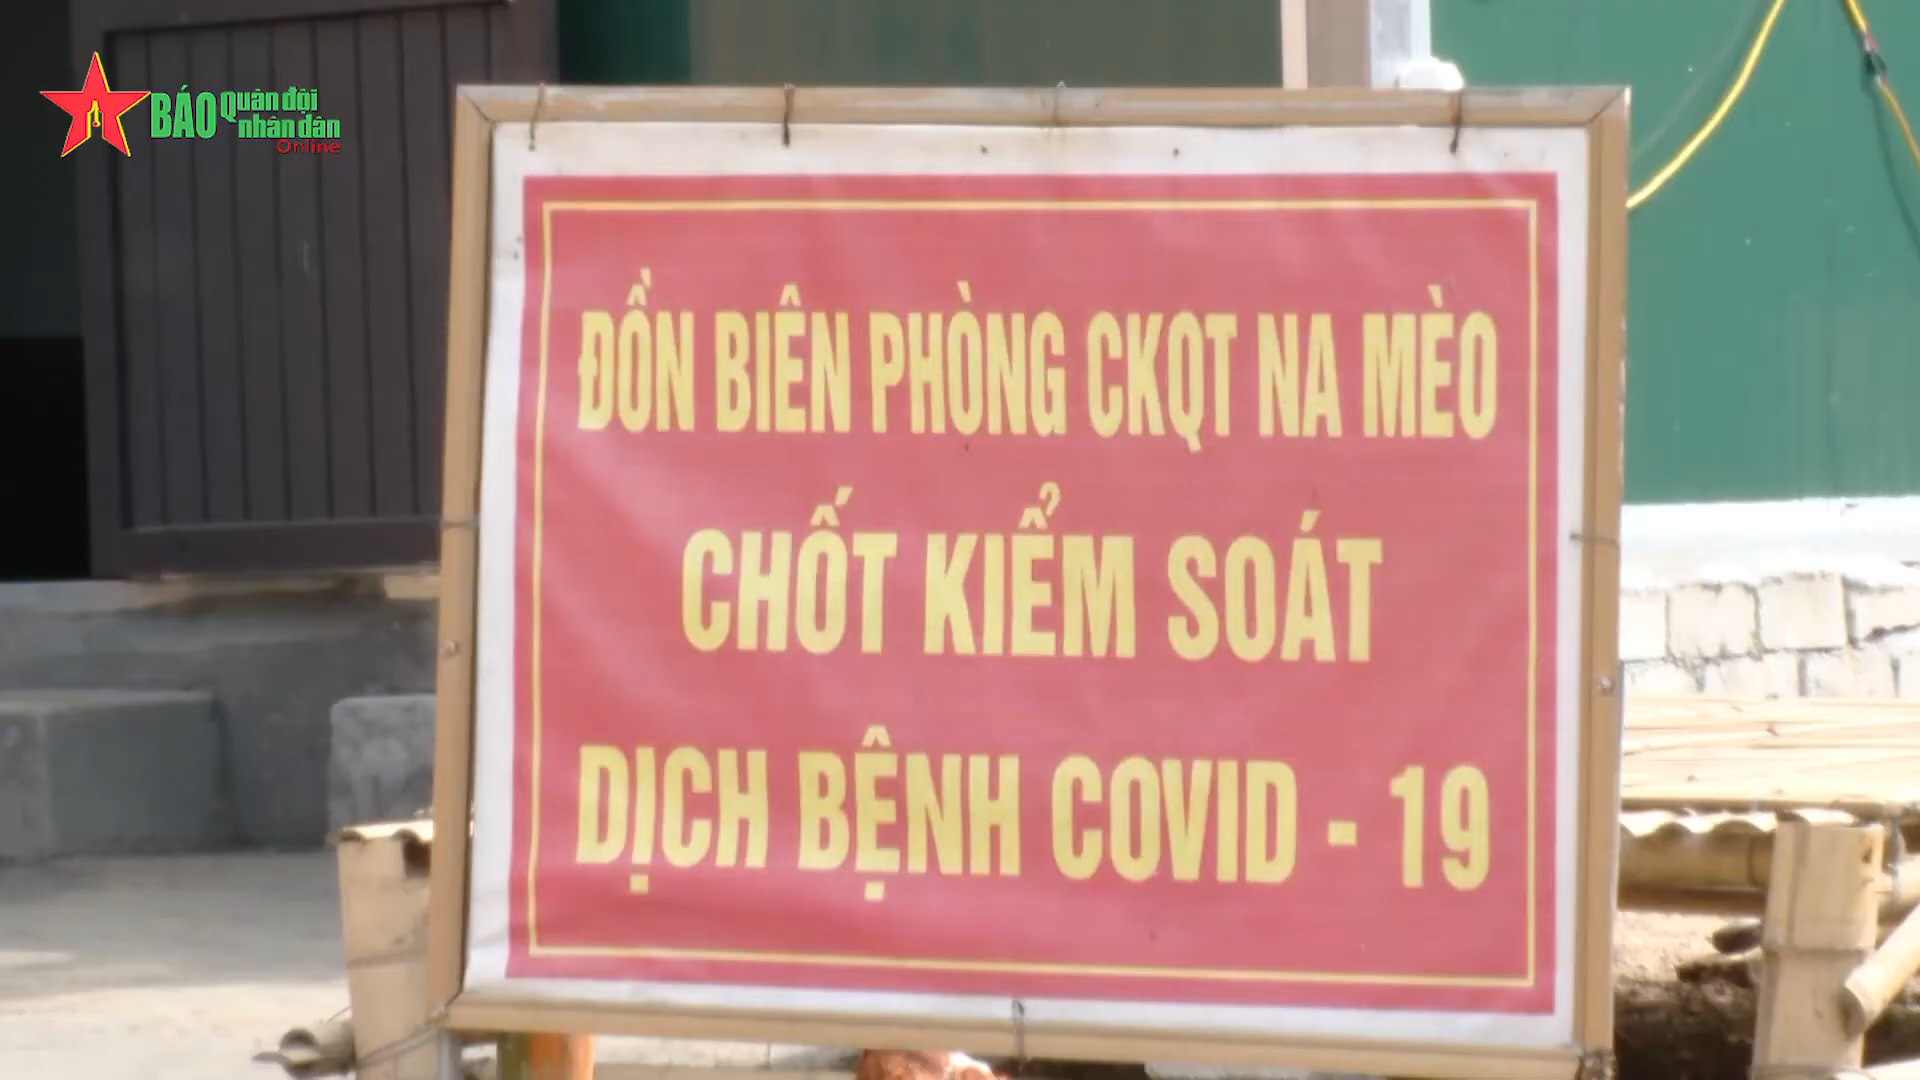 BÁO Quân đội
nhân dân
Online
ĐỒN BIÊN PHÒNG CKQT NA MÈO
CHỐT KIỂM SOÁT
DỊCH BỆNH COVID - 19